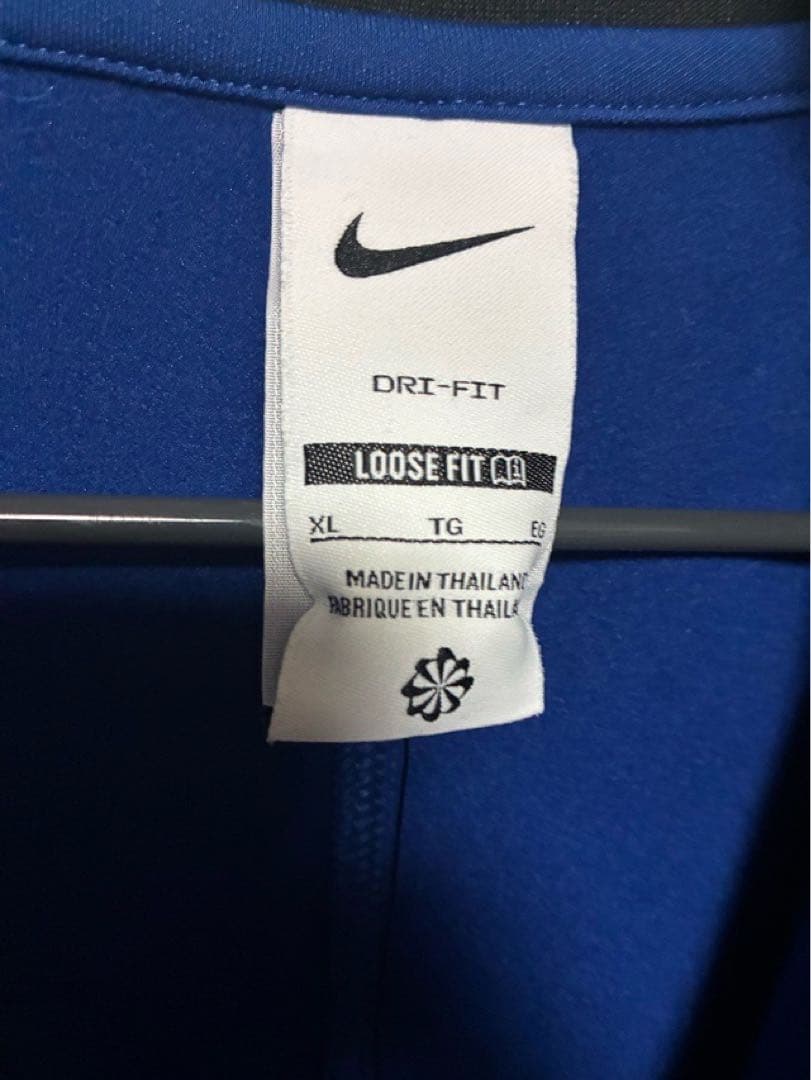 DRI-FIT
LOOSE FIT
XL TG EG
MADE IN THAILAND
FABRIQUE EN THAILA